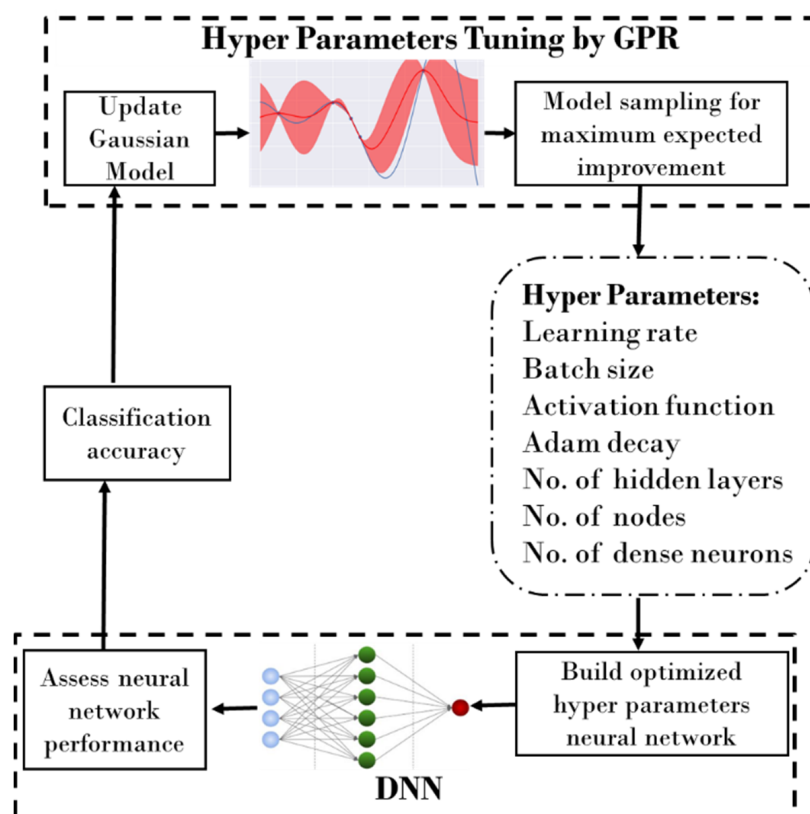 Hyper Parameters Tuning by GPR
Update
Gaussian
Model
Model sampling for
maximum expected
improvement
Hyper Parameters:
Learning rate
Batch size
Activation function
Adam decay
No. of hidden layers
No. of nodes
No. of dense neurons
Classification
accuracy
Assess neural
network
performance
Build optimized
hyper parameters
neural network
DNN